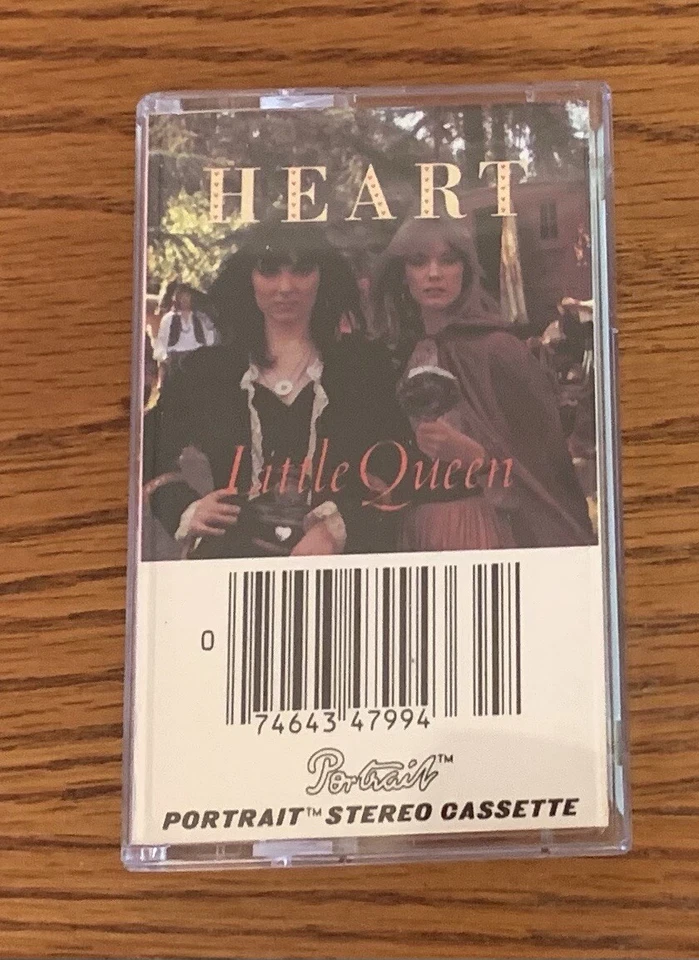 HEART
Little Queen
0
74643 47994
Portrait™
PORTRAIT™ STEREO CASSETTE